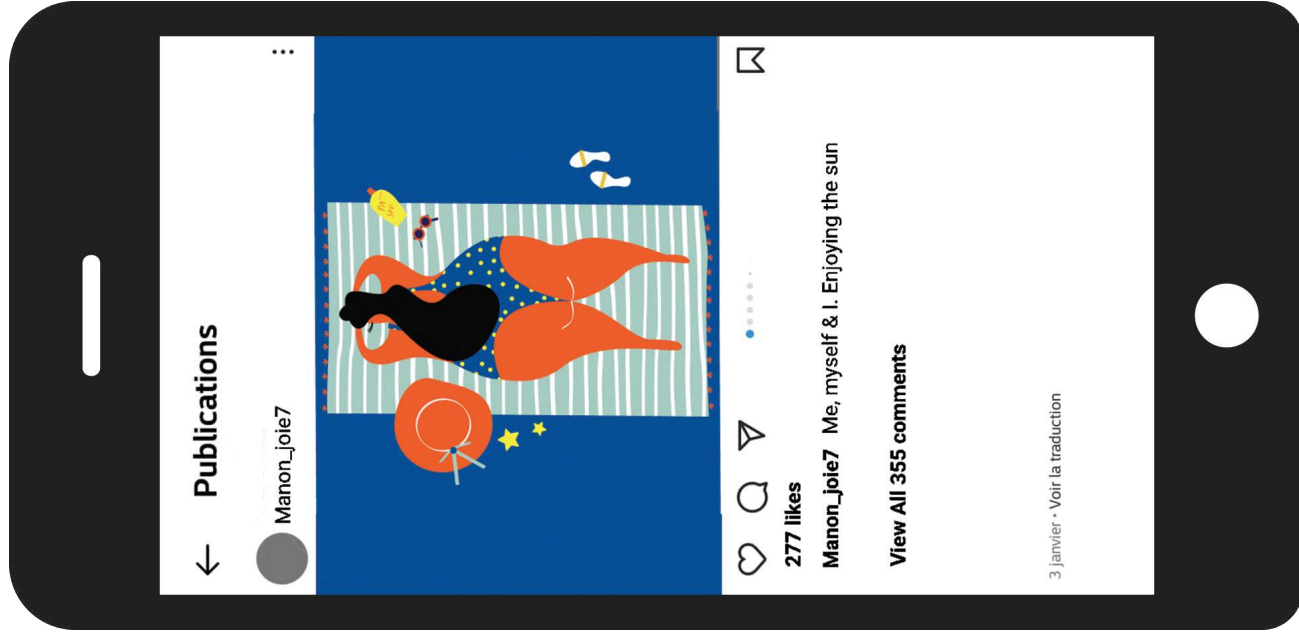 Publications
Manon_joie7
277 likes
Manon_joie7 Me, myself & I. Enjoying the sun
View All 355 comments
3 janvier • Voir la traduction